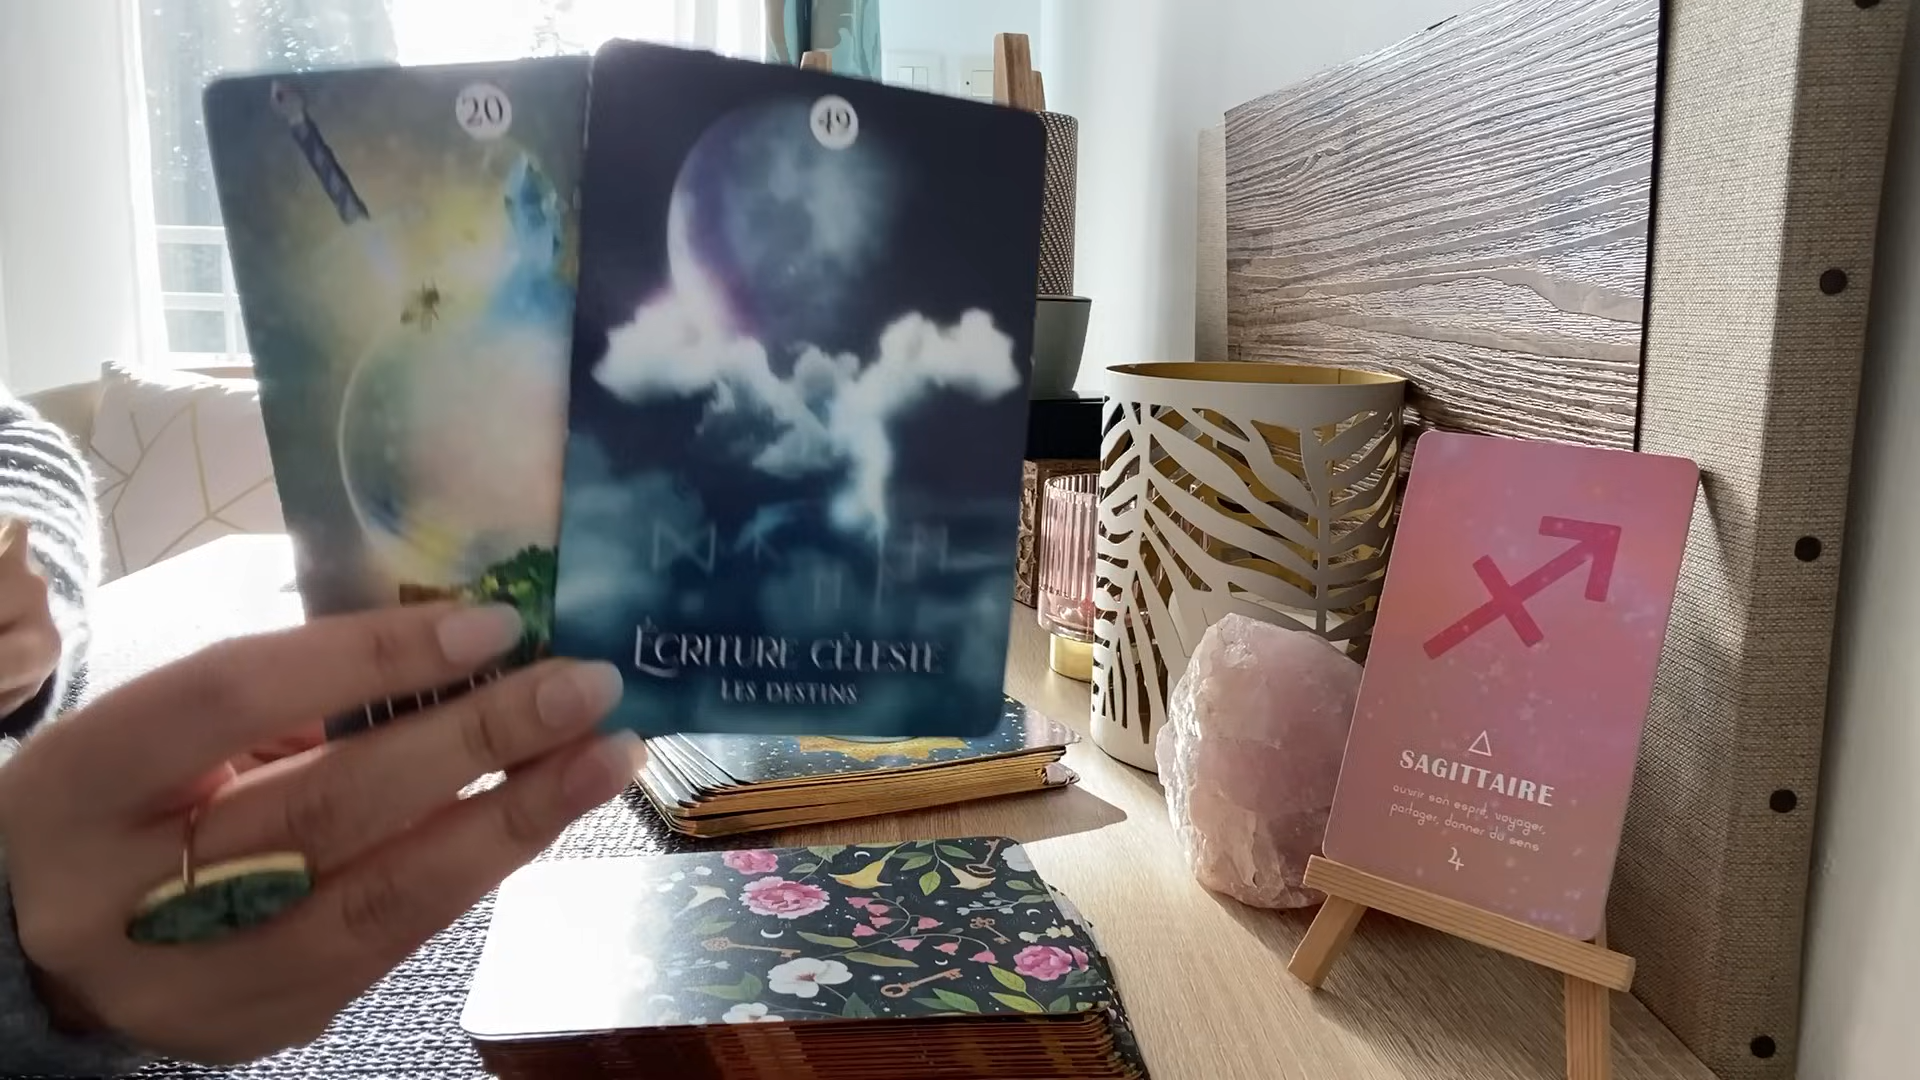 20
49
ÉCRITURE CÉLESTE
LES DESTINS
SAGITTAIRE
ouvrir son esprit, voyager,
partager, donner du sens